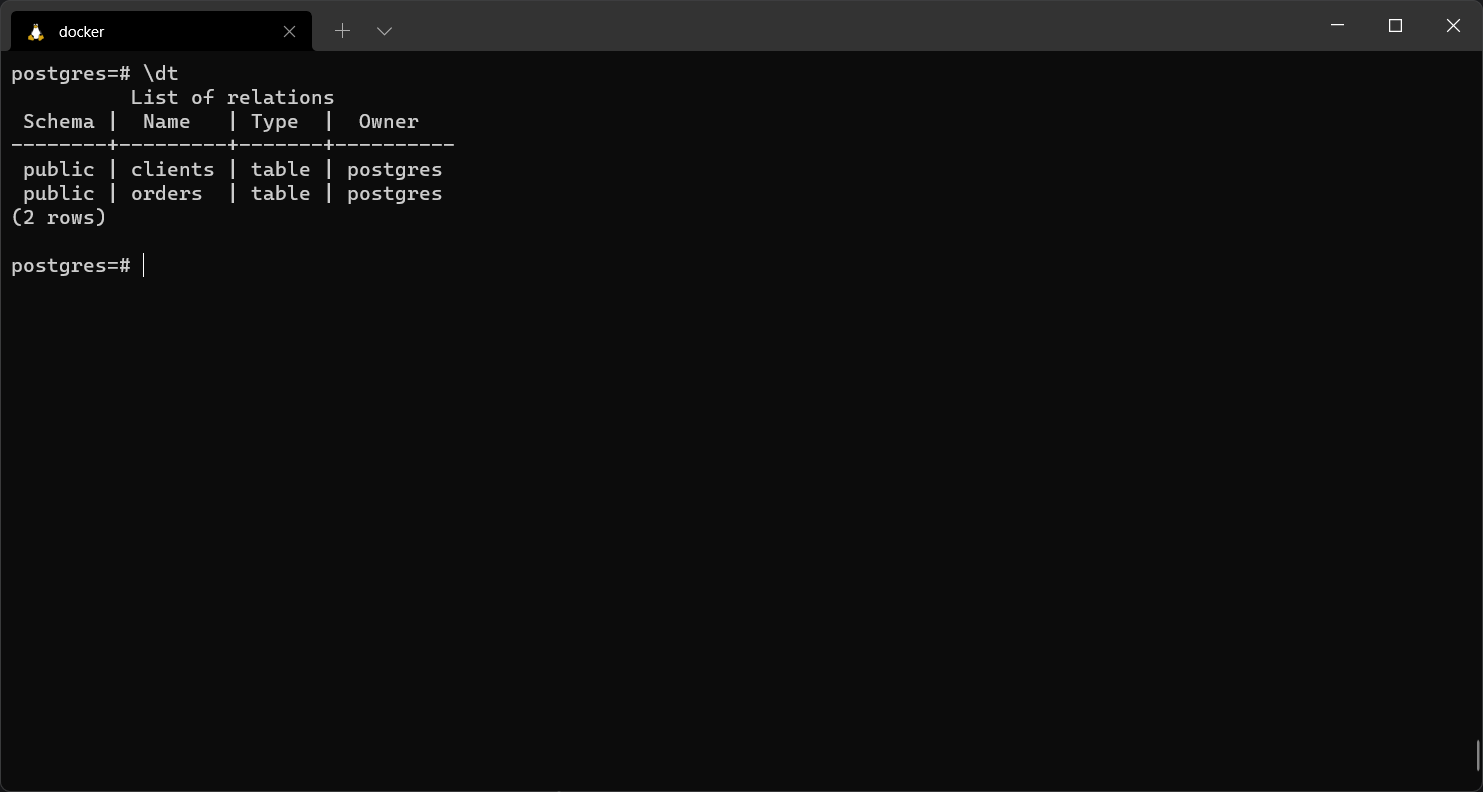 docker
postgres=# \dt
         List of relations
 Schema |  Name   | Type  |  Owner
--------+---------+-------+----------
 public | clients | table | postgres
 public | orders  | table | postgres
(2 rows)
postgres=#